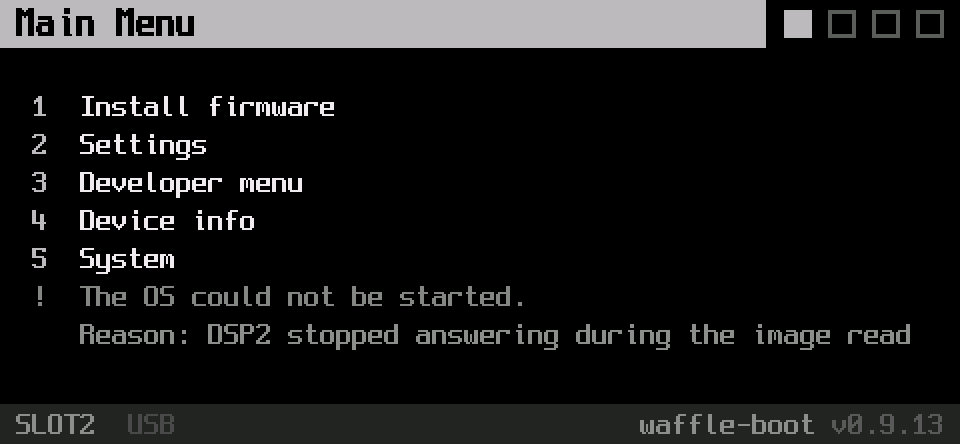 Main Menu
1 Install firmware
2 Settings
3 Developer menu
4 Device info
5 System
! The OS could not be started.
Reason: DSP2 stopped answering during the image read
SLOT2 USB waffle-boot v0.9.13